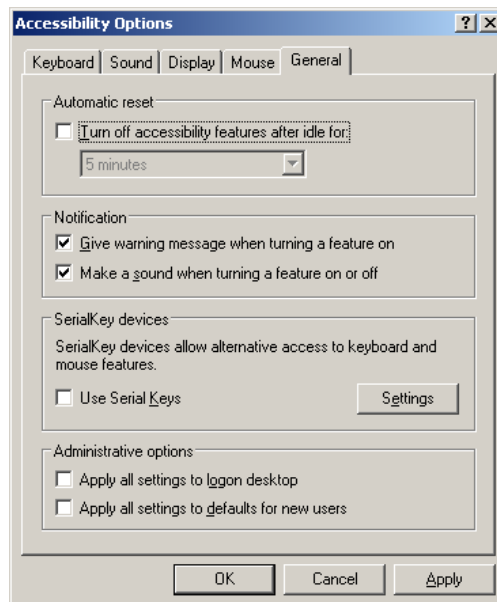 Accessibility Options
Keyboard Sound Display Mouse General
Automatic reset
Turn off accessibility features after idle for:
5 minutes
Notification
Give warning message when turning a feature on
Make a sound when turning a feature on or off
SerialKey devices
SerialKey devices allow alternative access to keyboard and
mouse features.
Use Serial Keys Settings
Administrative options
Apply all settings to logon desktop
Apply all settings to defaults for new users
OK Cancel Apply